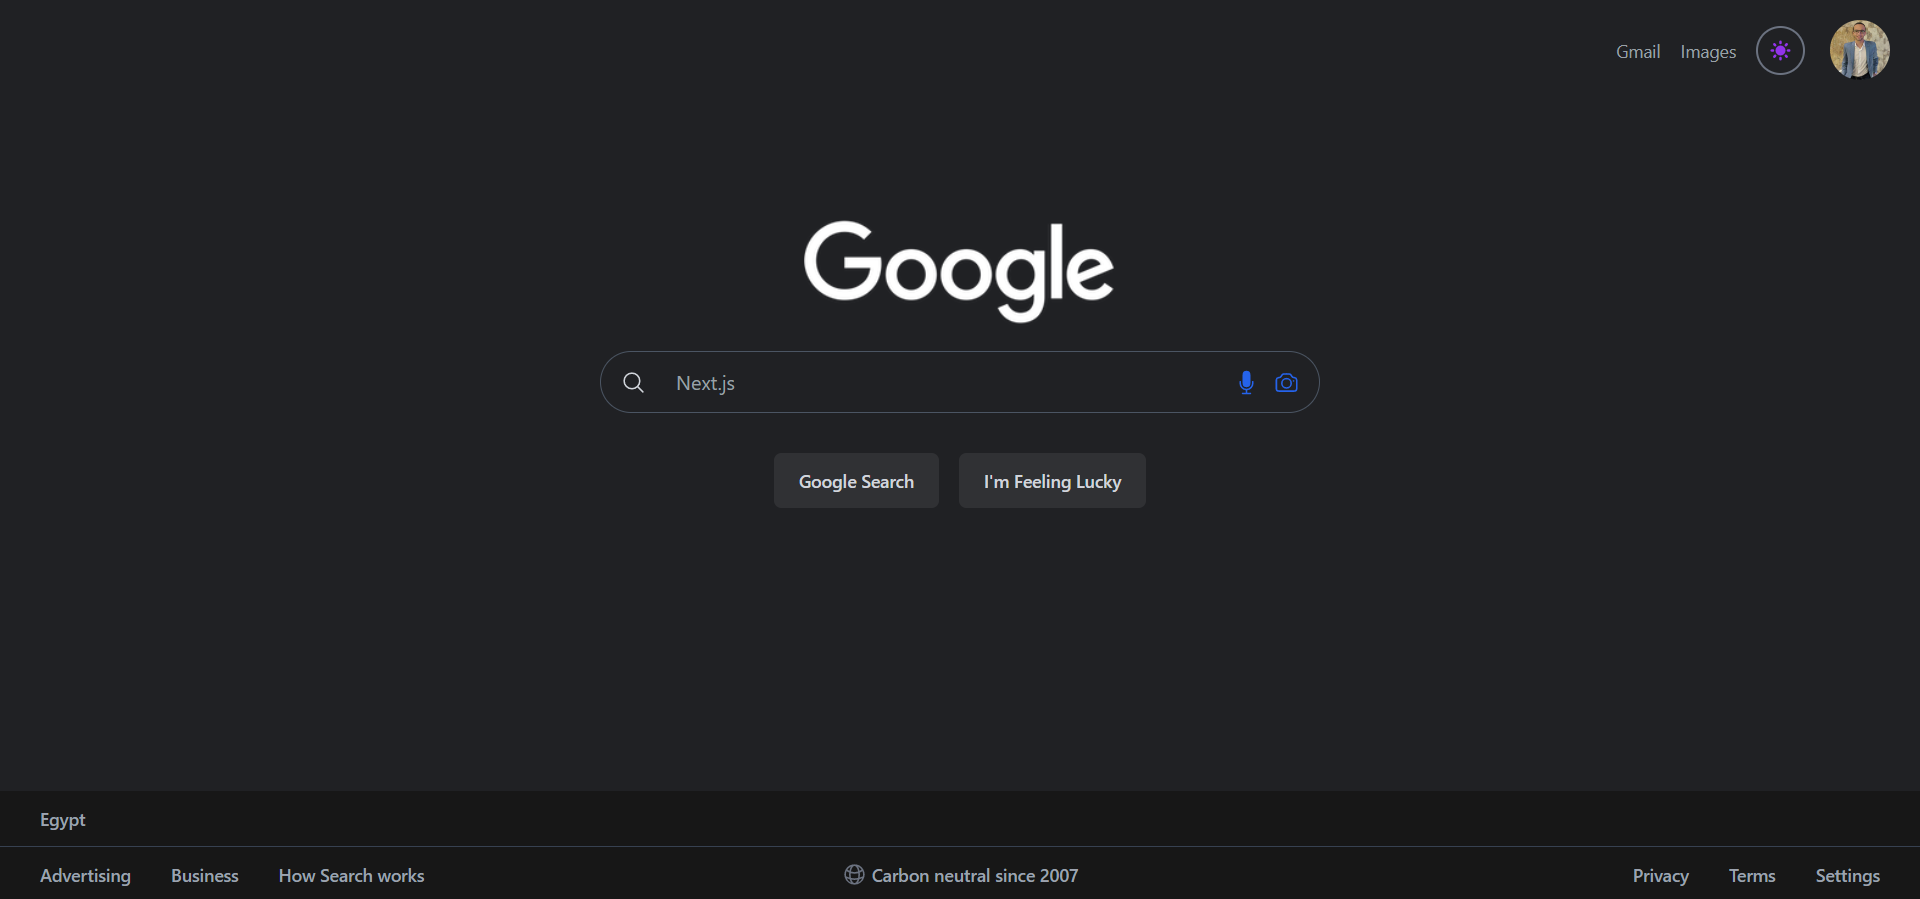 Gmail Images
Google
Next.js
Google Search I'm Feeling Lucky
Egypt
Advertising Business How Search works Carbon neutral since 2007 Privacy Terms Settings